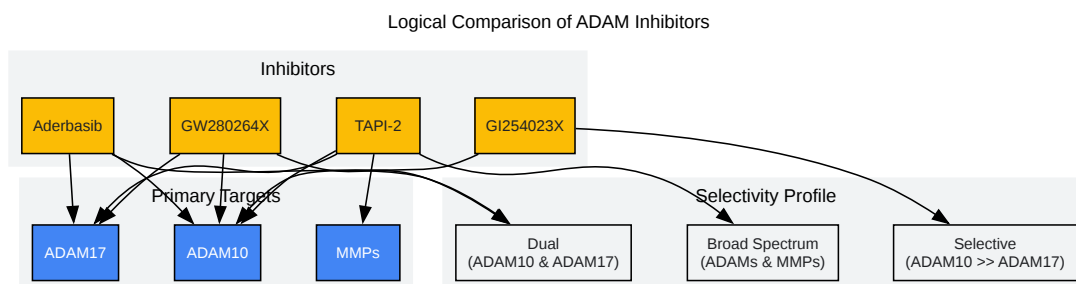 Logical Comparison of ADAM Inhibitors
Inhibitors
Aderbasib
GW280264X
TAPI-2
GI254023X
Primary Targets
Selectivity Profile
ADAM17
ADAM10
MMPs
Dual
(ADAM10 & ADAM17)
Broad Spectrum
(ADAMs & MMPs)
Selective
(ADAM10 >> ADAM17)